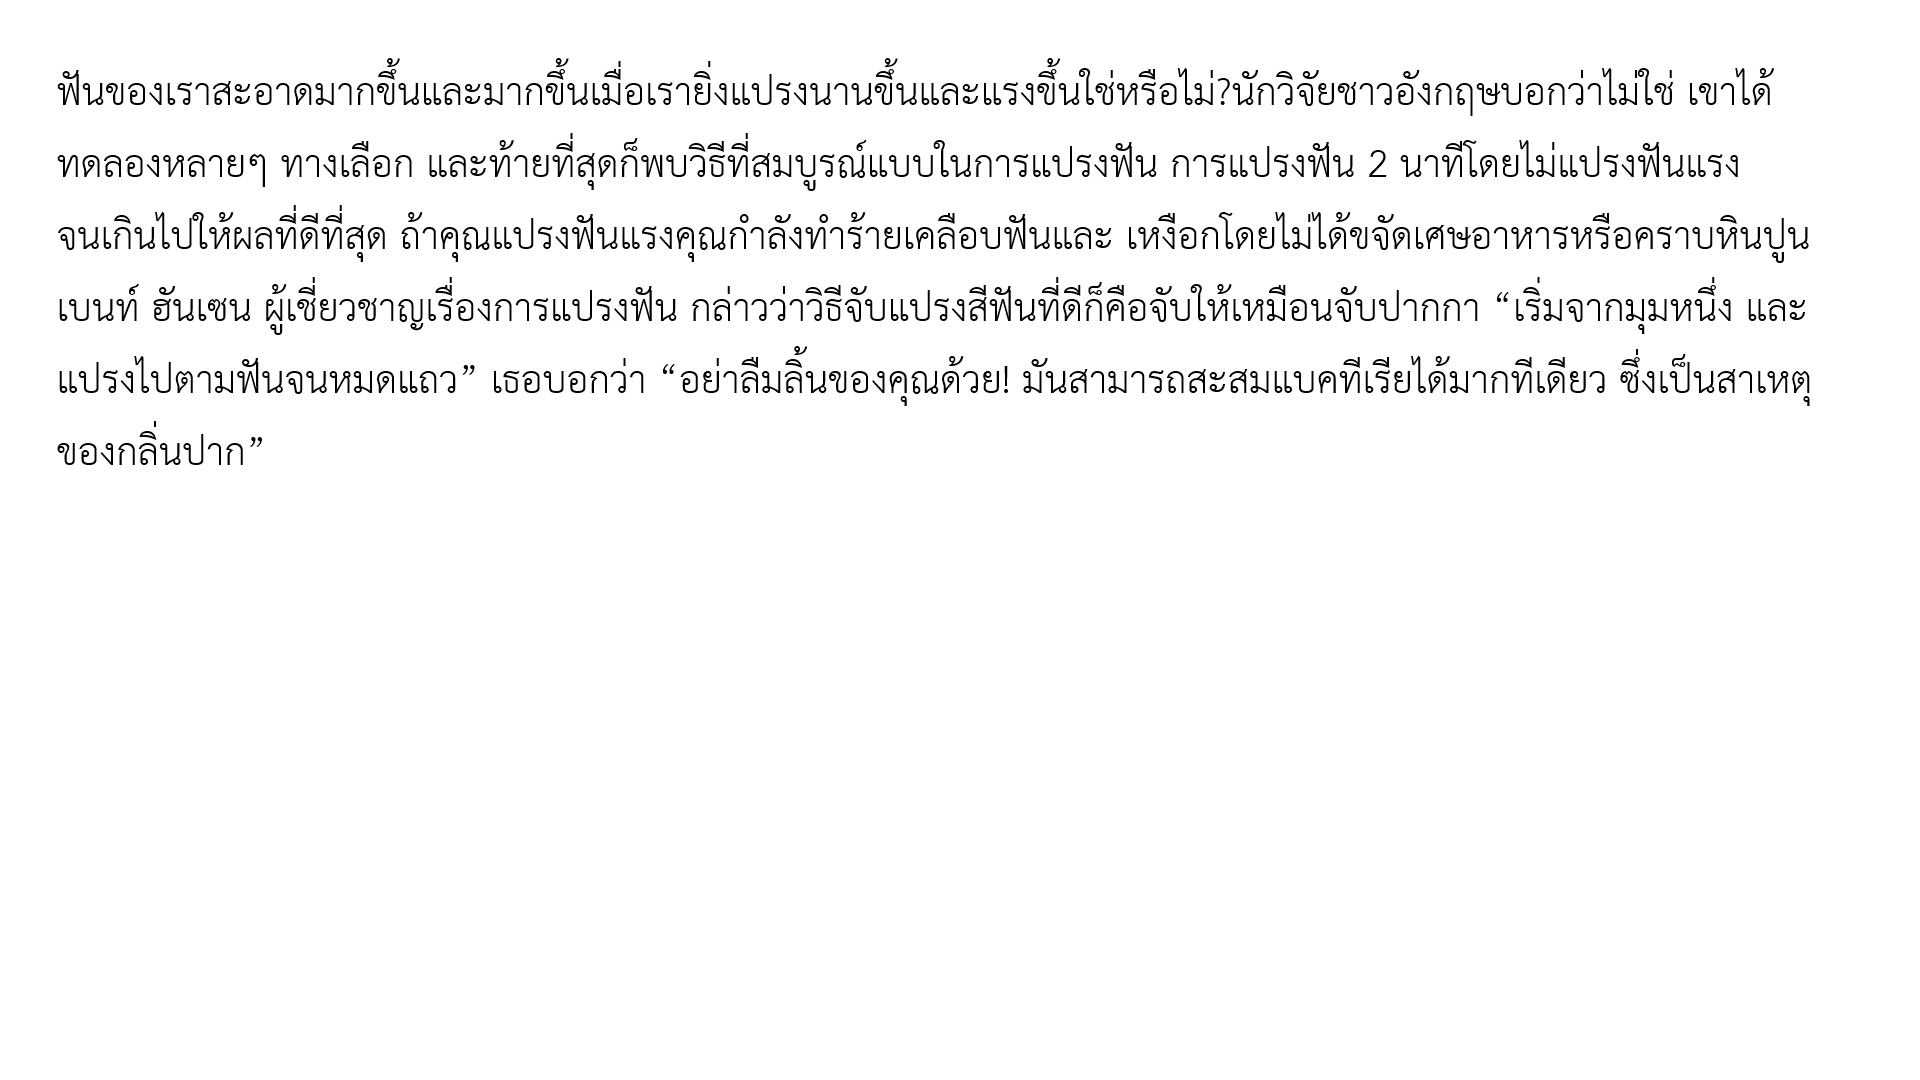 ฟันของเราสะอาดมากขึ้นและมากขึ้นเมื่อเรายิ่งแปรงนานขึ้นและแรงขึ้นใช่หรือไม่?นักวิจัยชาวอังกฤษบอกว่าไม่ใช่ เขาได้
ทดลองหลายๆ ทางเลือก และท้ายที่สุดก็พบวิธีที่สมบูรณ์แบบในการแปรงฟัน การแปรงฟัน 2 นาทีโดยไม่แปรงฟันแรง
จนเกินไปให้ผลที่ดีที่สุด ถ้าคุณแปรงฟันแรงคุณกำลังทำร้ายเคลือบฟันและ เหงือกโดยไม่ได้ขจัดเศษอาหารหรือคราบหินปูน
เบนท์ ฮันเซน ผู้เชี่ยวชาญเรื่องการแปรงฟัน กล่าวว่าวิธีจับแปรงสีฟันที่ดีก็คือจับให้เหมือนจับปากกา “เริ่มจากมุมหนึ่ง และ
แปรงไปตามฟันจนหมดแถว” เธอบอกว่า “อย่าลืมลิ้นของคุณด้วย! มันสามารถสะสมแบคทีเรียได้มากทีเดียว ซึ่งเป็นสาเหตุ
ของกลิ่นปาก”